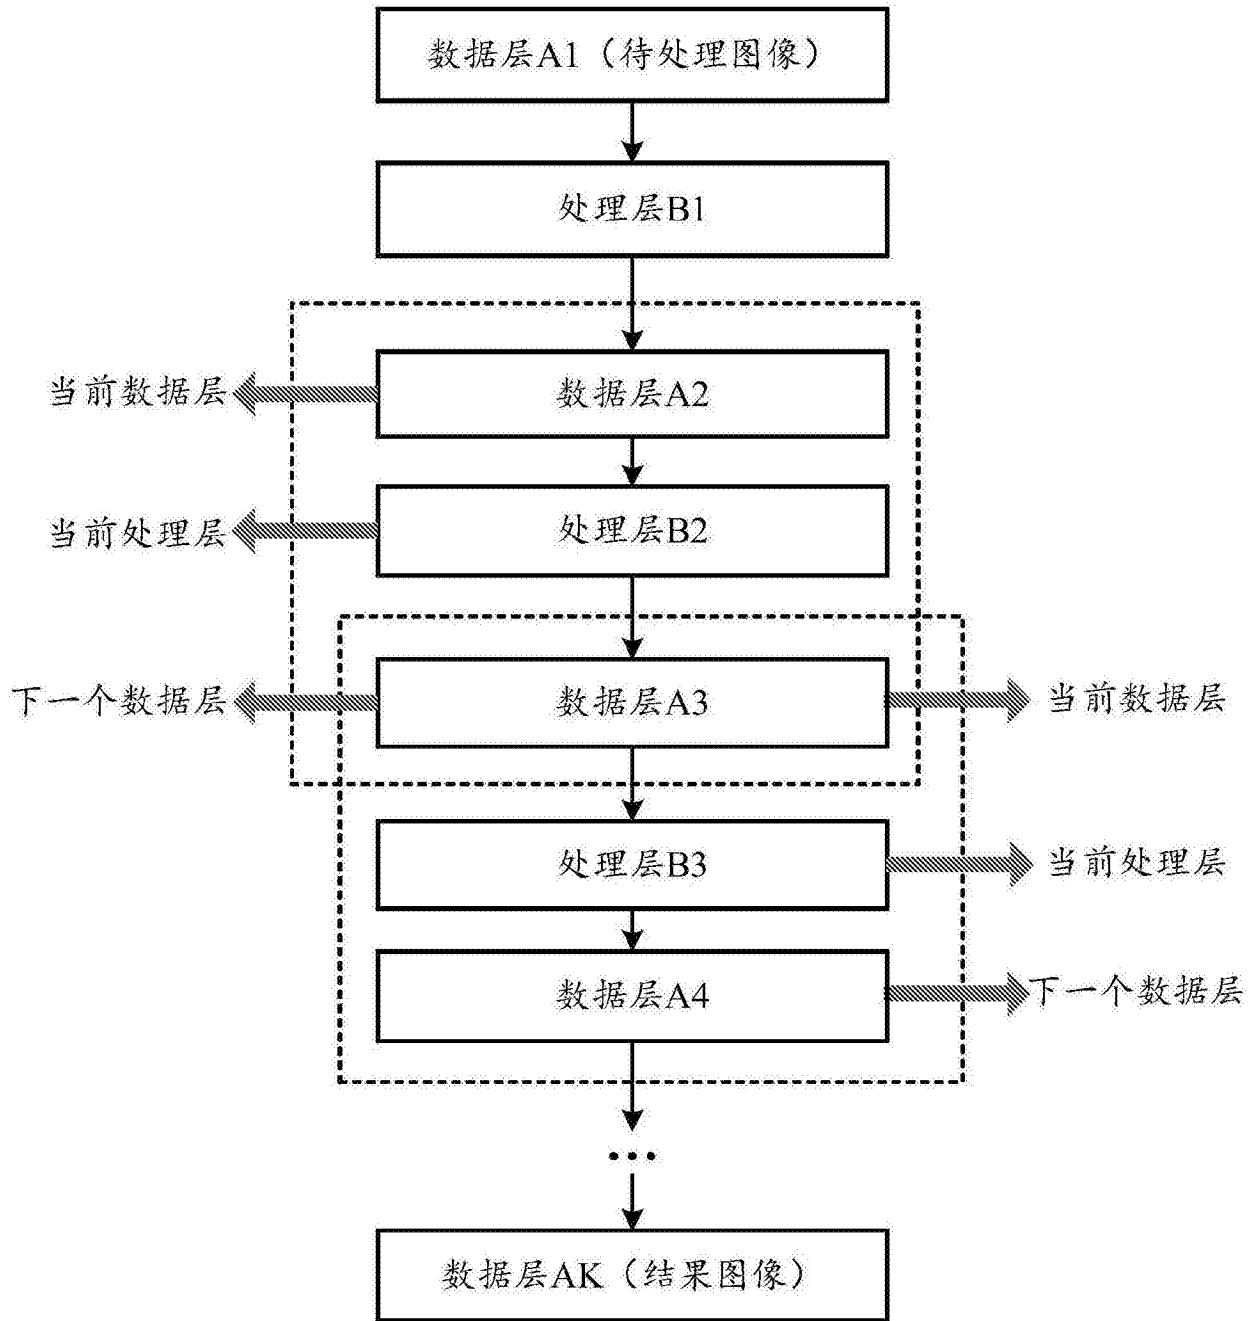 数据层A1（待处理图像）
处理层B1
当前数据层
数据层A2
当前处理层
处理层B2
下一个数据层
数据层A3
当前数据层
处理层B3
当前处理层
数据层A4
下一个数据层
...
数据层AK（结果图像）